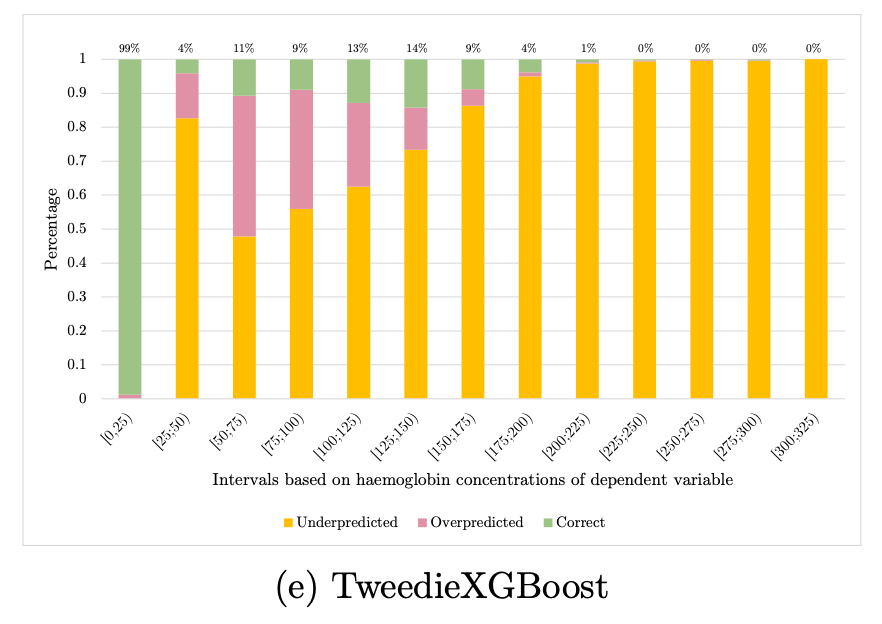 99% 4% 11% 9% 13% 14% 9% 4% 1% 0% 0% 0% 0%
1
0.9
0.8
0.7
0.6
0.5
0.4
0.3
0.2
0.1
0
Percentage
[0;25) [25;50) [50;75) [75;100) [100;125) [125;150) [150;175) [175;200) [200;225) [225;250) [250;275) [275;300) [300;325)
Intervals based on haemoglobin concentrations of dependent variable
Underpredicted Overpredicted Correct
(e) TweedieXGBoost